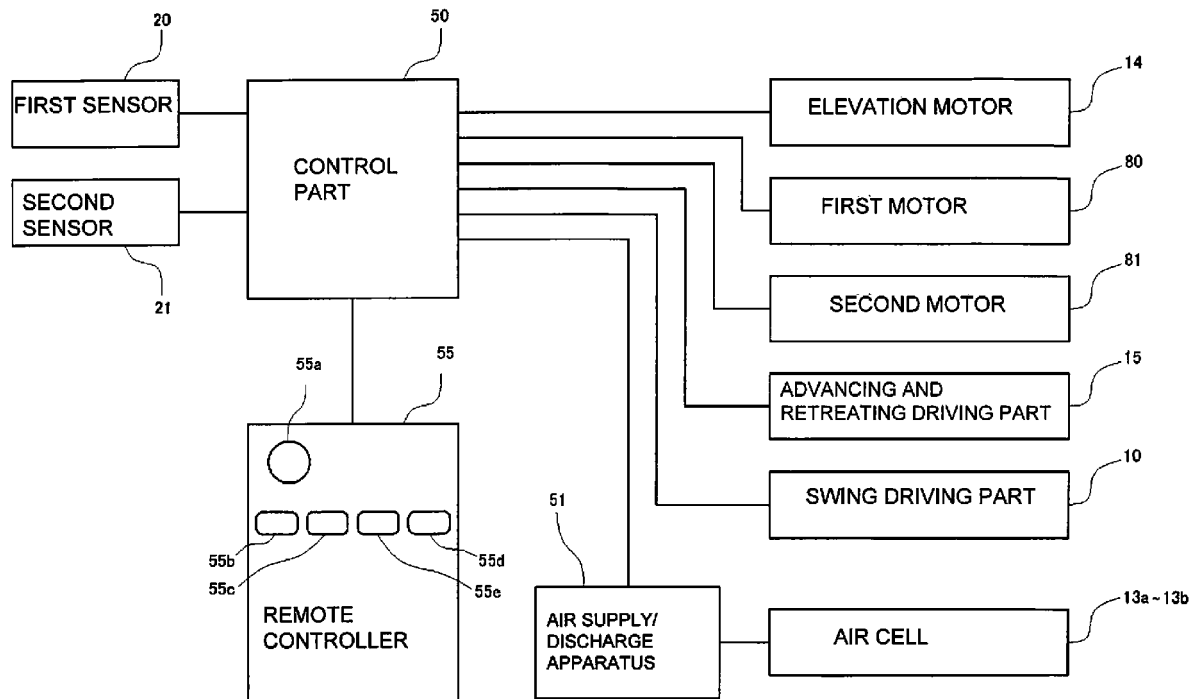 20
50
14
FIRST SENSOR
ELEVATION MOTOR
80
CONTROL
PART
SECOND
SENSOR
FIRST MOTOR
21
81
SECOND MOTOR
55a
55
15
ADVANCING AND
RETREATING DRIVING PART
10
SWING DRIVING PART
51
55b
55c
55e
55d
13a~13b
REMOTE
CONTROLLER
AIR SUPPLY/
DISCHARGE
APPARATUS
AIR CELL